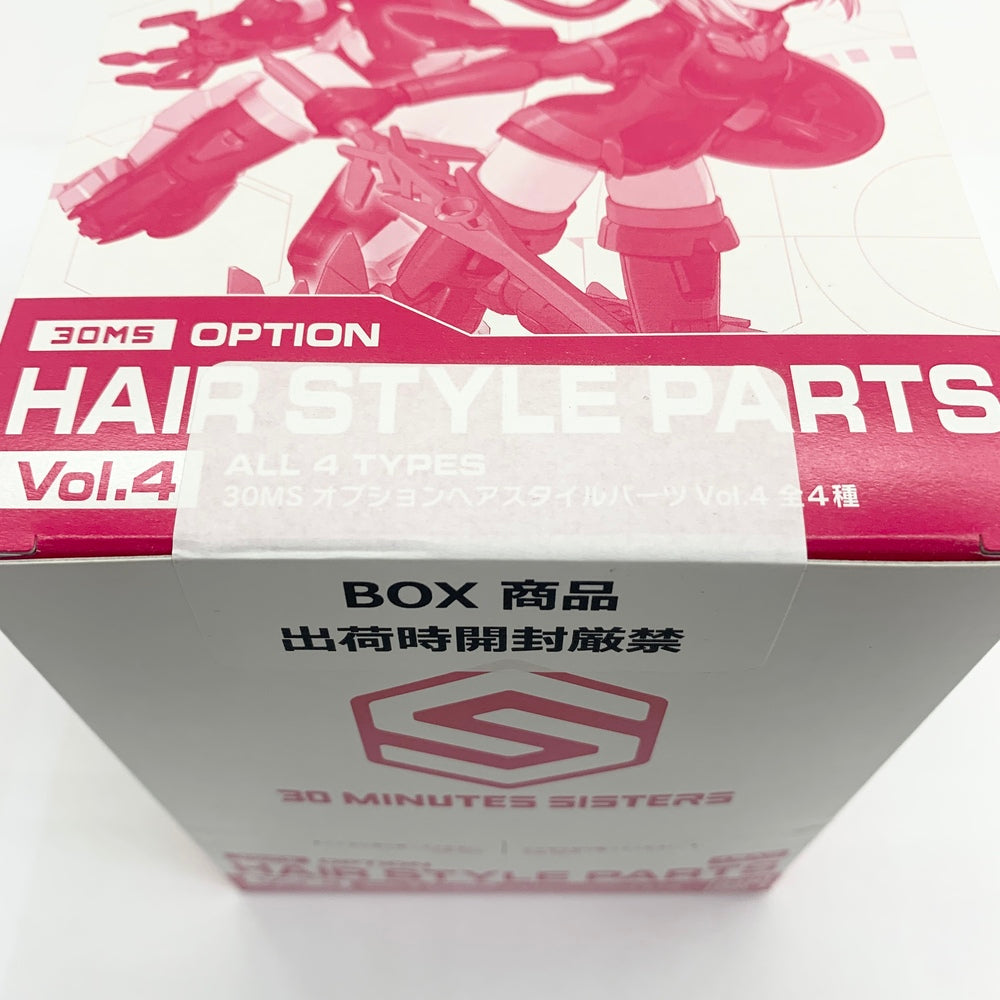 30MS OPTION
HAIR STYLE PARTS
Vol.4 ALL 4 TYPES
30MS オプションヘアスタイルパーツ Vol.4 全4種
BOX 商品
出荷時開封厳禁
S
30 MINUTES SISTERS
OPTION
HAIR STYLE PARTS